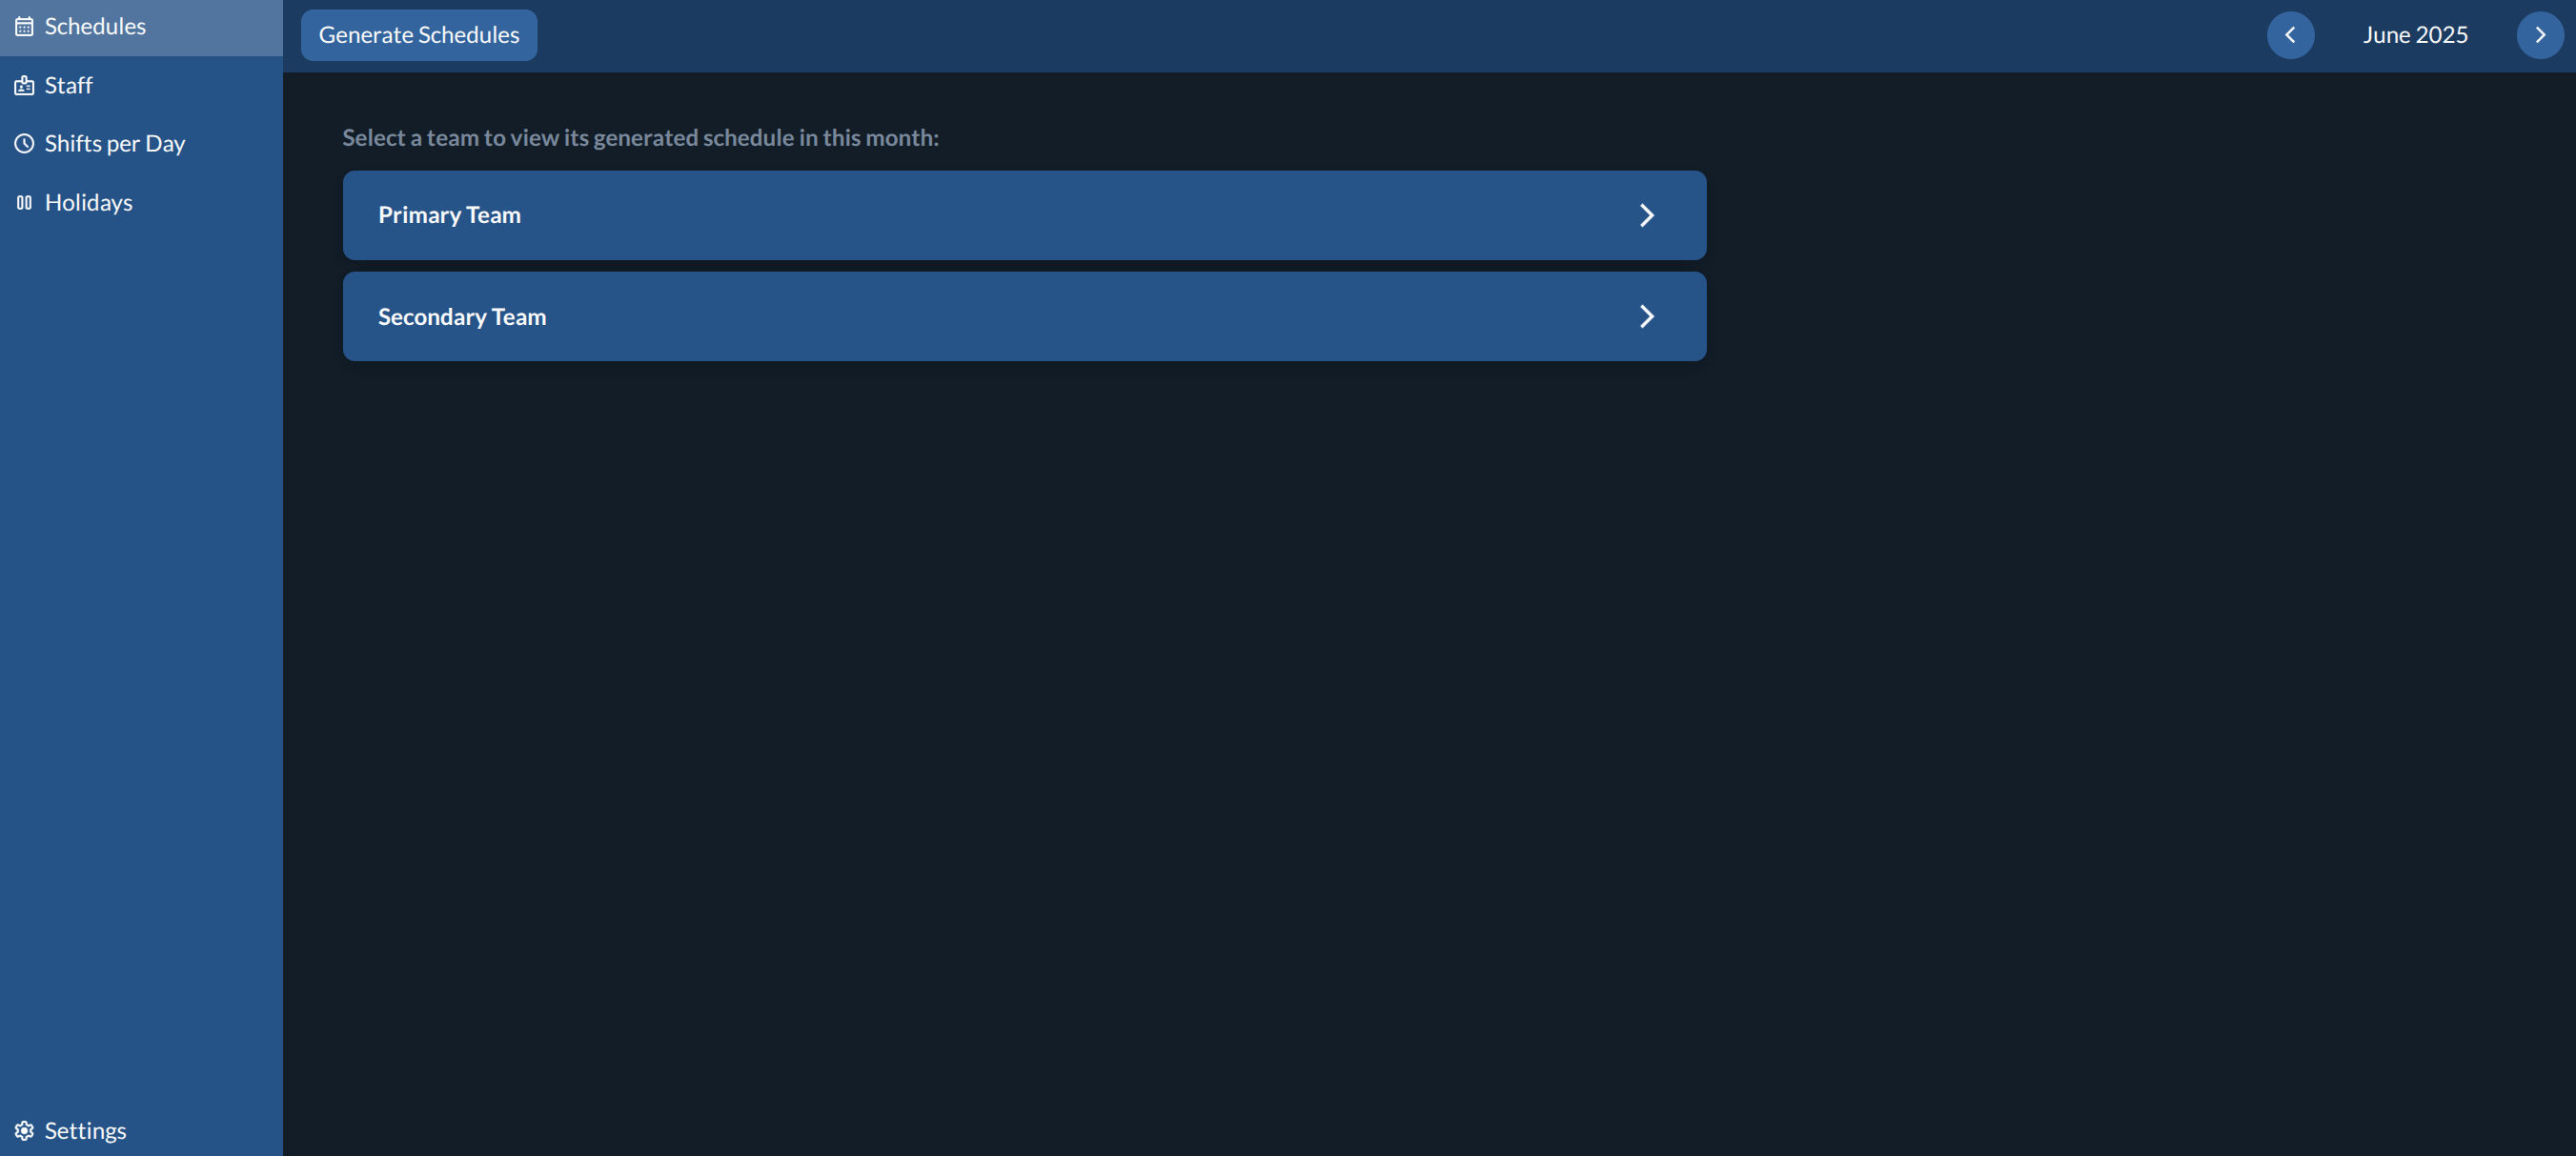 Schedules
Staff
Shifts per Day
Holidays
Settings
Generate Schedules
June 2025
Select a team to view its generated schedule in this month:
Primary Team
Secondary Team